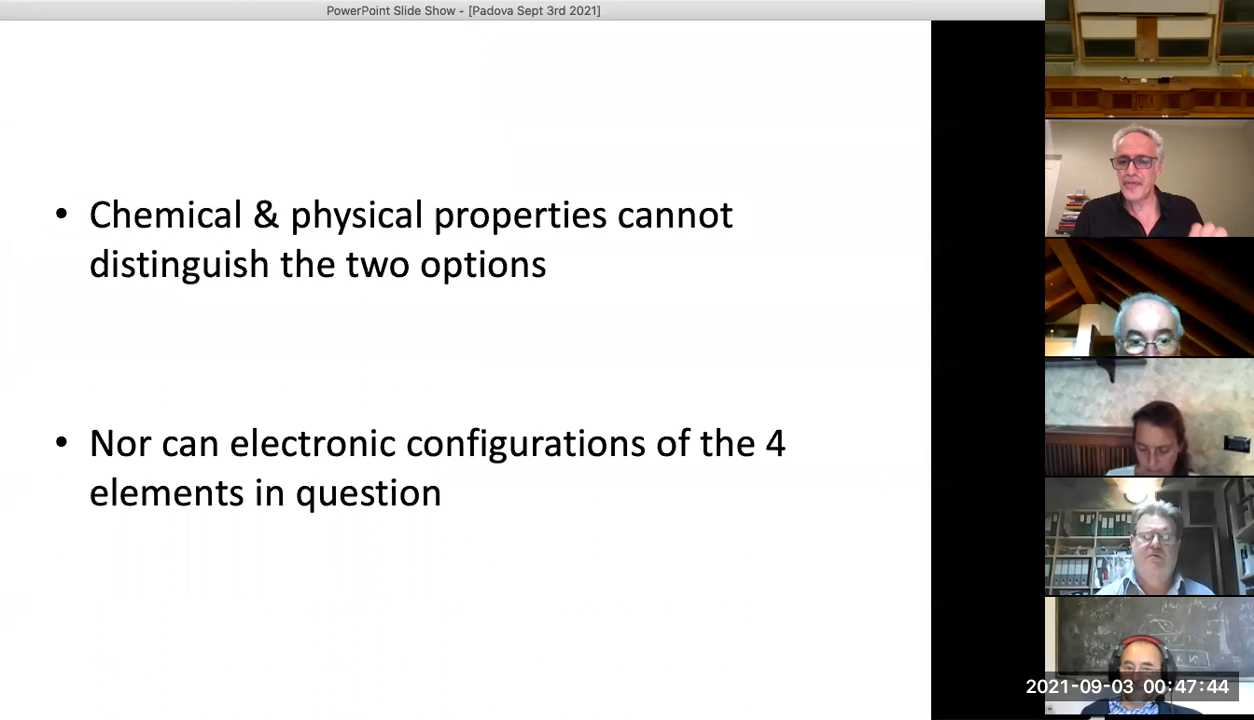 PowerPoint Slide Show - [Padova Sept 3rd 2021]
• Chemical & physical properties cannot
distinguish the two options
• Nor can electronic configurations of the 4
elements in question
2021-09-03 00:47:44